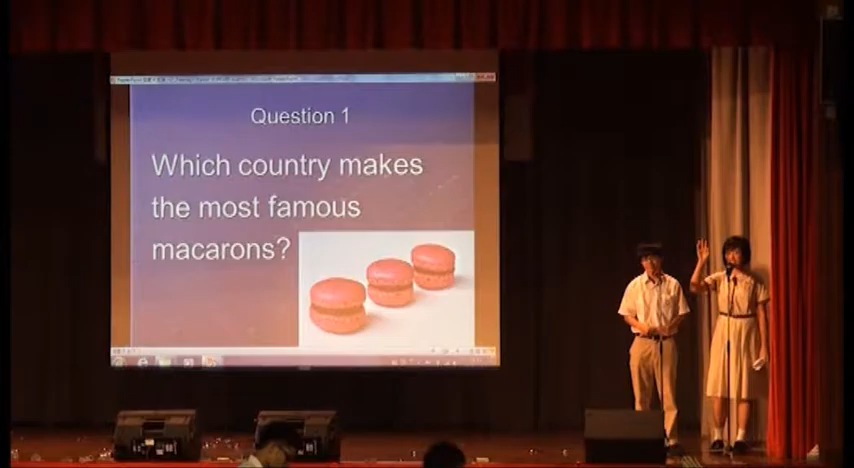 Question 1
Which country makes
the most famous
macarons?